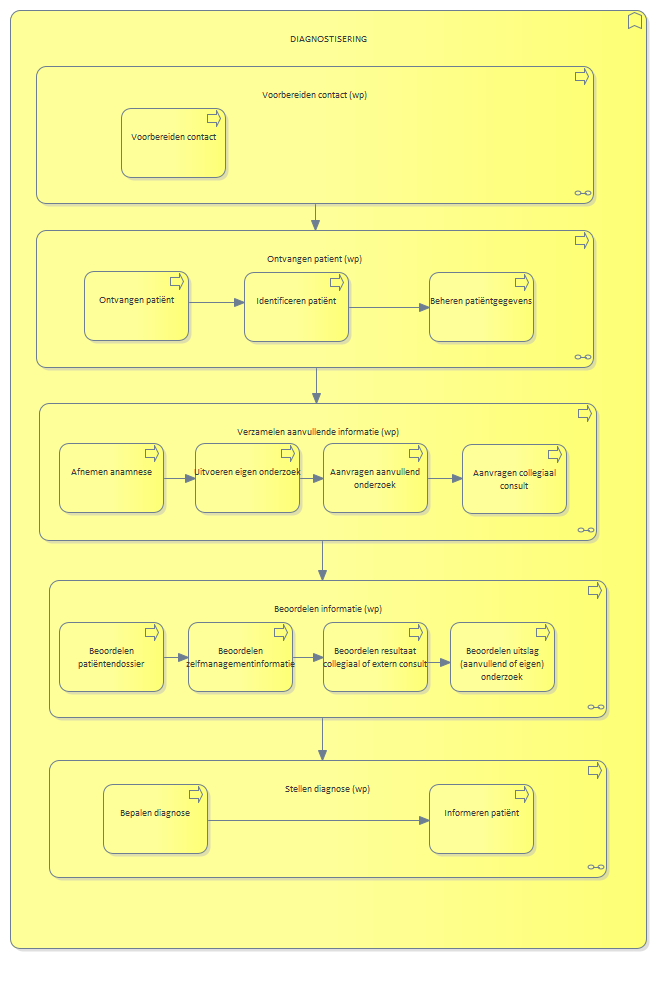 DIAGNOSTISERING
Voorbereiden contact (wp)
Voorbereiden contact
Ontvangen patient (wp)
Ontvangen patiënt
Identificeren patiënt
Beheren patiëntgegevens
Verzamelen aanvullende informatie (wp)
Afnemen anamnese
Uitvoeren eigen onderzoek
Aanvragen aanvullend
onderzoek
Aanvragen collegiaal
consult
Beoordelen informatie (wp)
Beoordelen
patiëntendossier
Beoordelen
zelfmanagementinformatie
Beoordelen resultaat
collegiaal of extern consult
Beoordelen uitslag
(aanvullend of eigen)
onderzoek
Stellen diagnose (wp)
Bepalen diagnose
Informeren patiënt